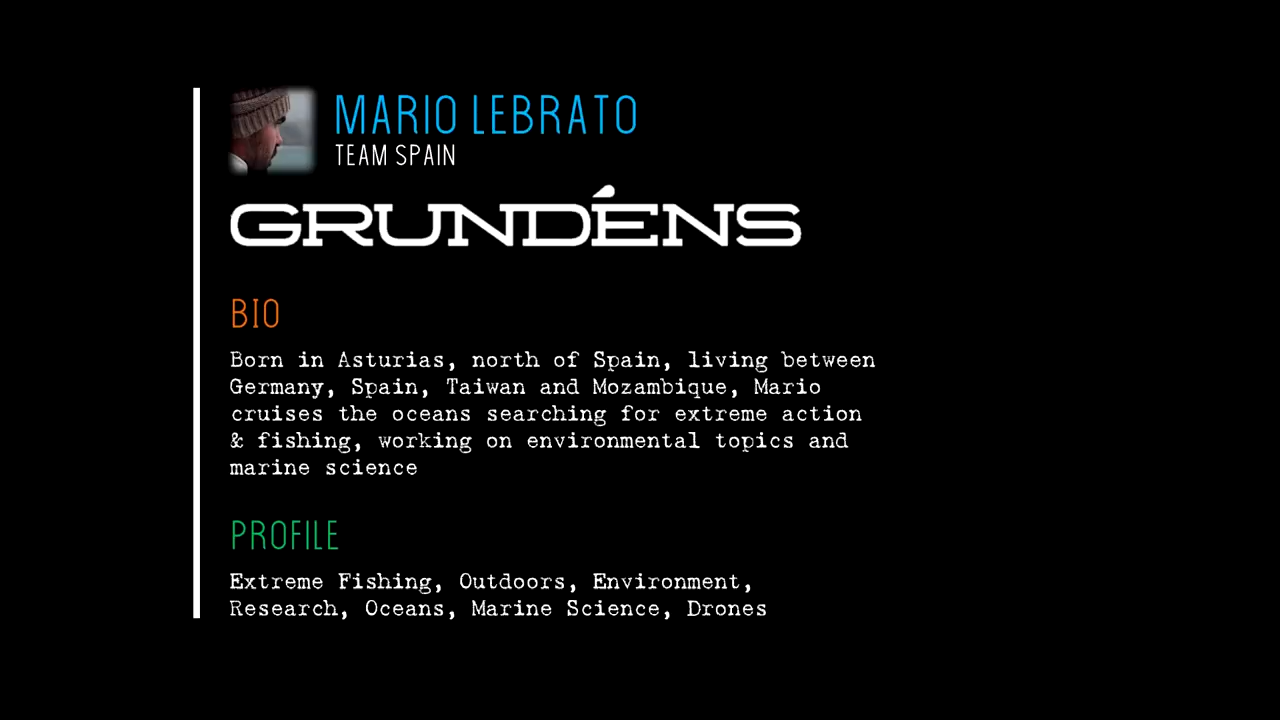 MARIO LEBRATO
TEAM SPAIN
GRUNDÉNS
BIO
Born in Asturias, north of Spain, living between
Germany, Spain, Taiwan and Mozambique, Mario
cruises the oceans searching for extreme action
& fishing, working on environmental topics and
marine science
PROFILE
Extreme Fishing, Outdoors, Environment,
Research, Oceans, Marine Science, Drones